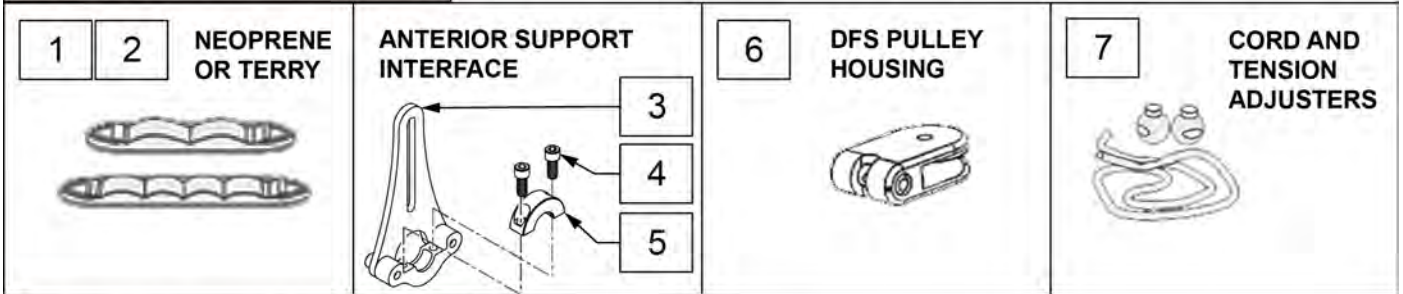 1 2 NEOPRENE
OR TERRY
ANTERIOR SUPPORT
INTERFACE
3
4
5
6 DFS PULLEY
HOUSING
7 CORD AND
TENSION
ADJUSTERS